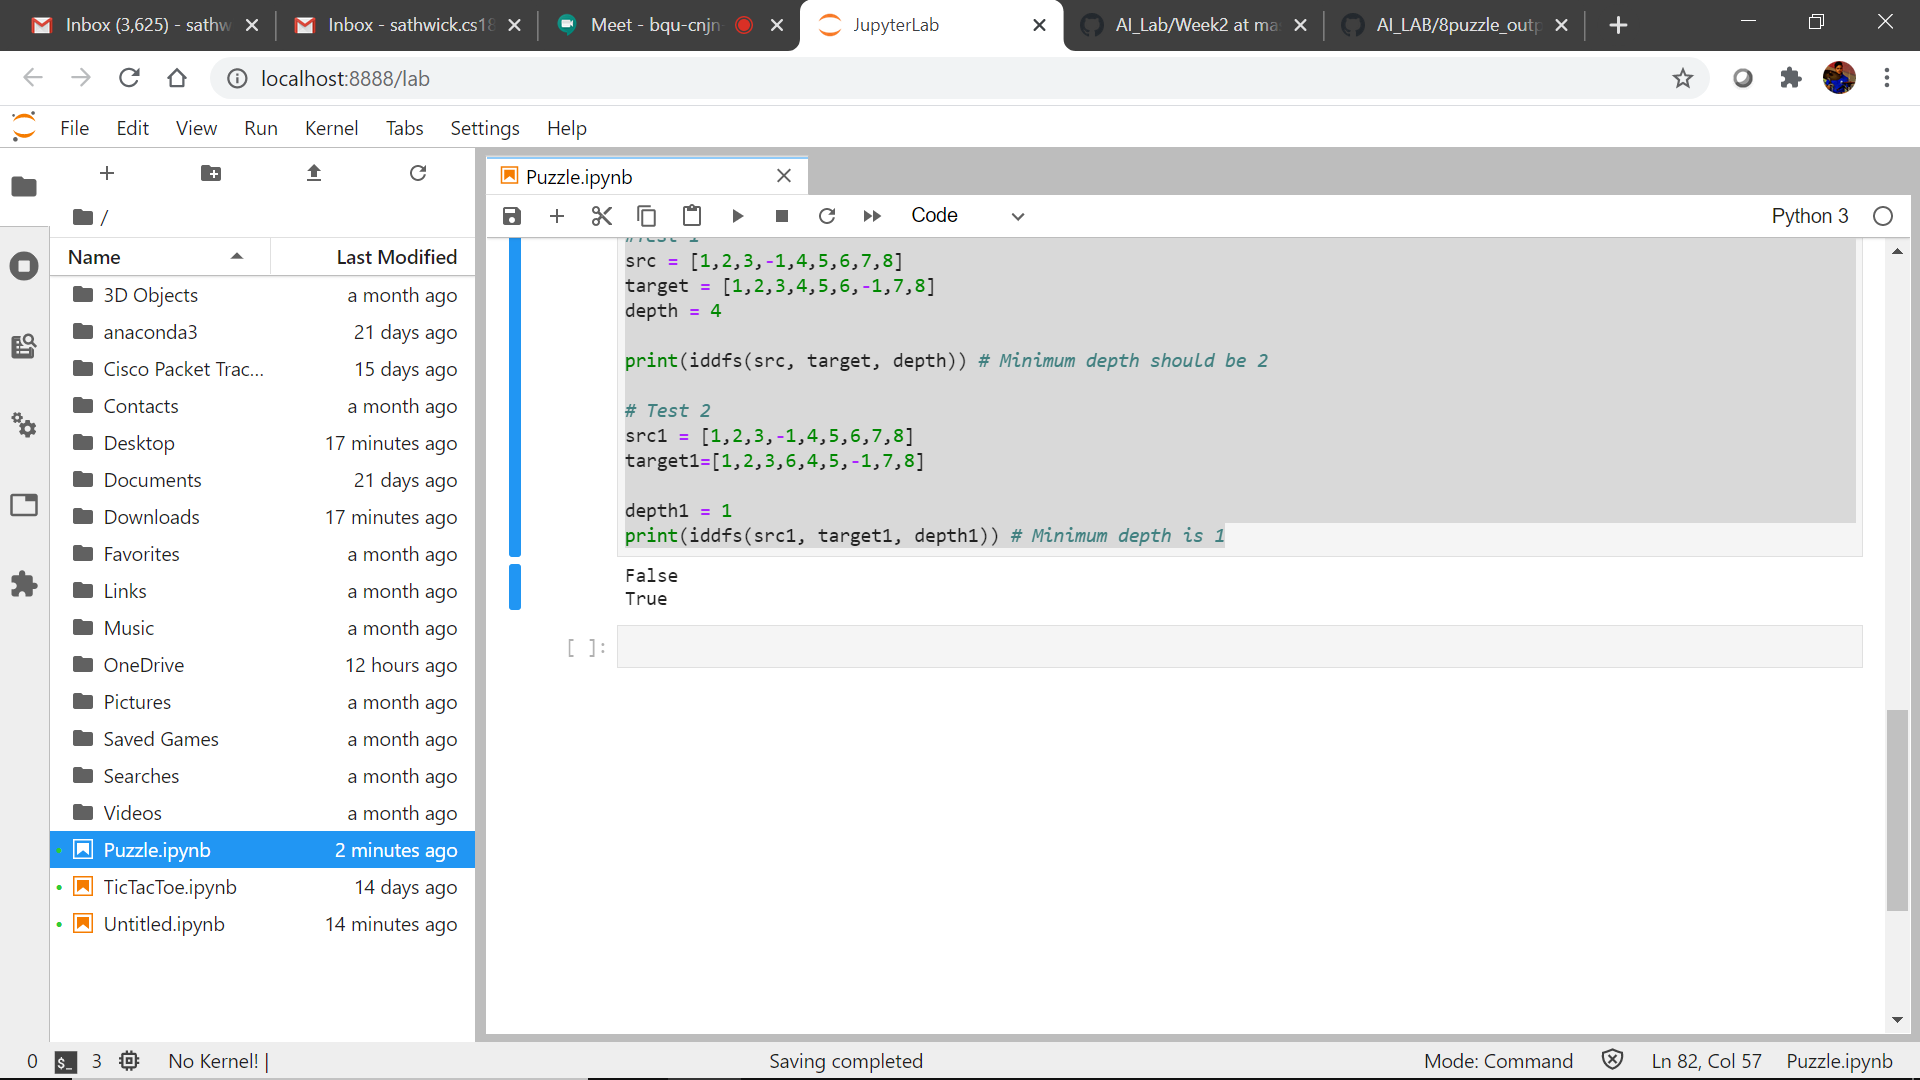 Inbox (3,625) - sathw
Inbox - sathwick.cs18
Meet - bqu-cnjn-
JupyterLab
AI_Lab/Week2 at ma
AI_LAB/8puzzle_outp
localhost:8888/lab
File Edit View Run Kernel Tabs Settings Help
Puzzle.ipynb
/
Code
Python 3
Name Last Modified
3D Objects a month ago
anaconda3 21 days ago
Cisco Packet Trac... 15 days ago
Contacts a month ago
Desktop 17 minutes ago
Documents 21 days ago
Downloads 17 minutes ago
Favorites a month ago
Links a month ago
Music a month ago
OneDrive 12 hours ago
Pictures a month ago
Saved Games a month ago
Searches a month ago
Videos a month ago
Puzzle.ipynb 2 minutes ago
TicTacToe.ipynb 14 days ago
Untitled.ipynb 14 minutes ago
#Test 1
src = [1,2,3,-1,4,5,6,7,8]
target = [1,2,3,4,5,6,-1,7,8]
depth = 4
print(iddfs(src, target, depth)) # Minimum depth should be 2
# Test 2
src1 = [1,2,3,-1,4,5,6,7,8]
target1=[1,2,3,6,4,5,-1,7,8]
depth1 = 1
print(iddfs(src1, target1, depth1)) # Minimum depth is 1
False
True
[ ]:
0 $_ 3 No Kernel! | Saving completed Mode: Command Ln 82, Col 57 Puzzle.ipynb